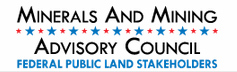 MINERALS AND MINING
ADVISORY COUNCIL
FEDERAL PUBLIC LAND STAKEHOLDERS